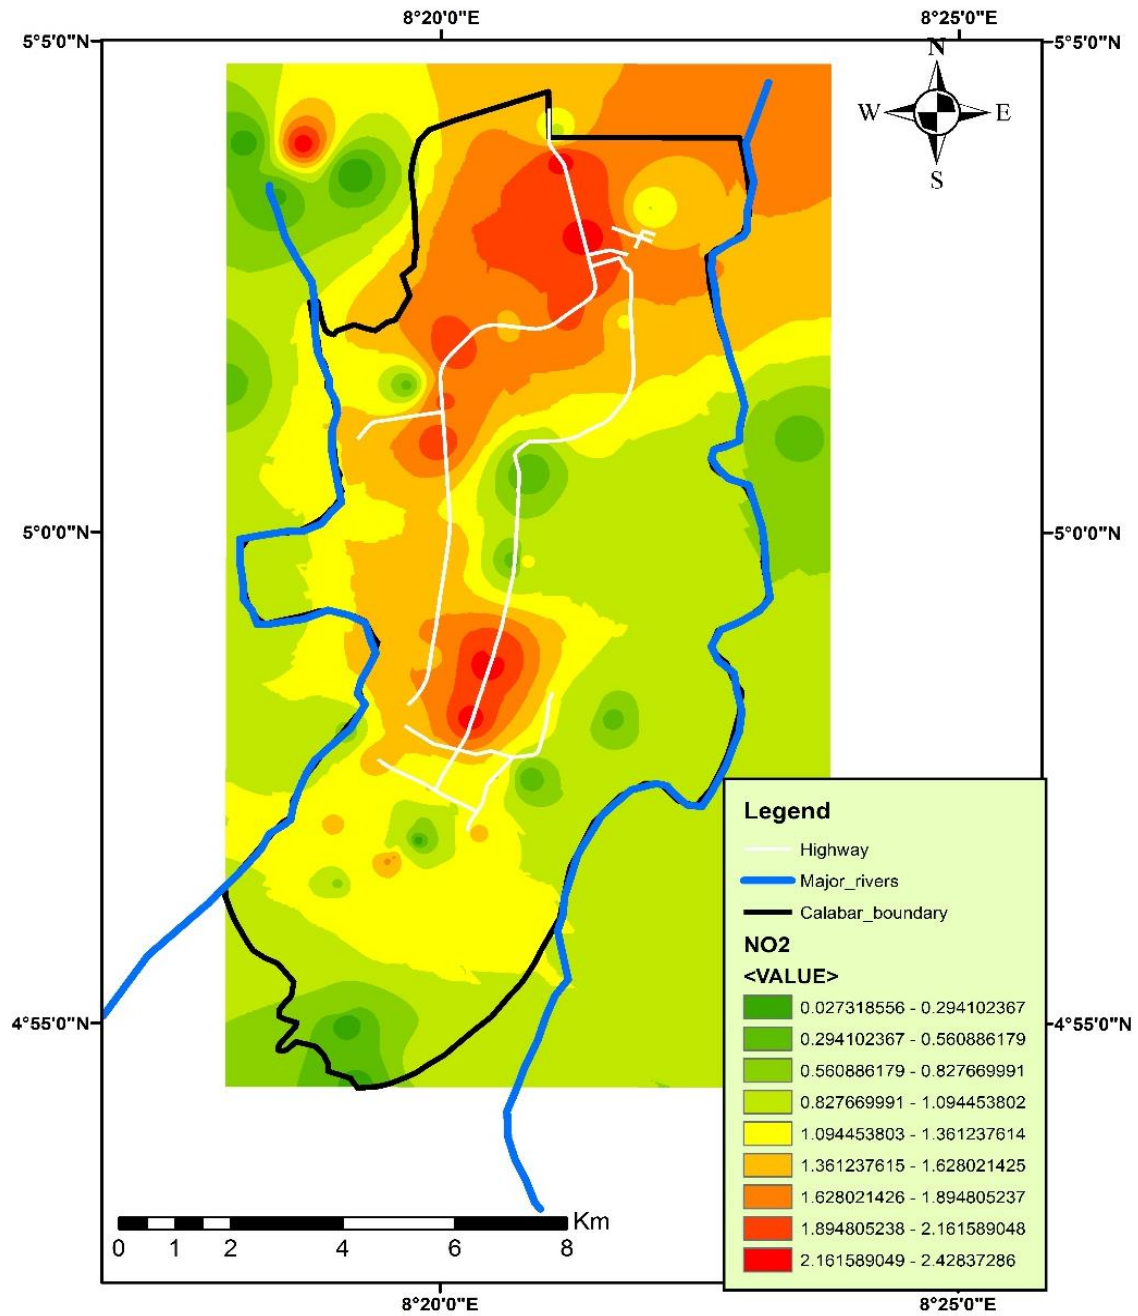 8°20'0"E 8°25'0"E
5°5'0"N 5°5'0"N
N
W E
S
5°0'0"N 5°0'0"N
Legend
Highway
Major_rivers
Calabar_boundary
NO2
<VALUE>
0.027318556 - 0.294102367
0.294102367 - 0.560886179
0.560886179 - 0.827669991
0.827669991 - 1.094453802
1.094453803 - 1.361237614
1.361237615 - 1.628021425
1.628021426 - 1.894805237
1.894805238 - 2.161589048
2.161589049 - 2.42837286
4°55'0"N 4°55'0"N
Km
0 1 2 4 6 8
8°20'0"E 8°25'0"E